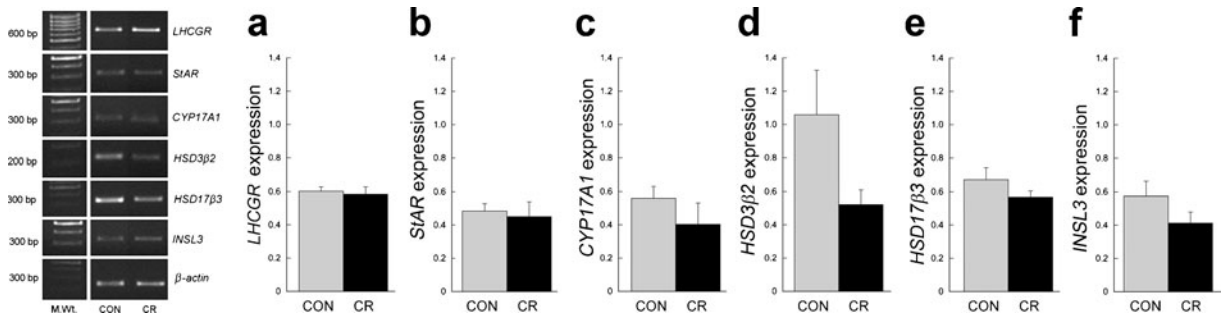 600 bp LHCGR
300 bp StAR
300 bp CYP17A1
200 bp HSD3β2
300 bp HSD17β3
300 bp INSL3
300 bp β-actin
M.Wt. CON CR
a
LHCGR expression
1.4
1.2
1.0
0.8
0.6
0.4
0.2
0
CON CR
b
StAR expression
1.4
1.2
1.0
0.8
0.6
0.4
0.2
0
CON CR
c
CYP17A1 expression
1.4
1.2
1.0
0.8
0.6
0.4
0.2
0
CON CR
d
HSD3β2 expression
1.4
1.2
1.0
0.8
0.6
0.4
0.2
0
CON CR
e
HSD17β3 expression
1.4
1.2
1.0
0.8
0.6
0.4
0.2
0
CON CR
f
INSL3 expression
1.4
1.2
1.0
0.8
0.6
0.4
0.2
0
CON CR